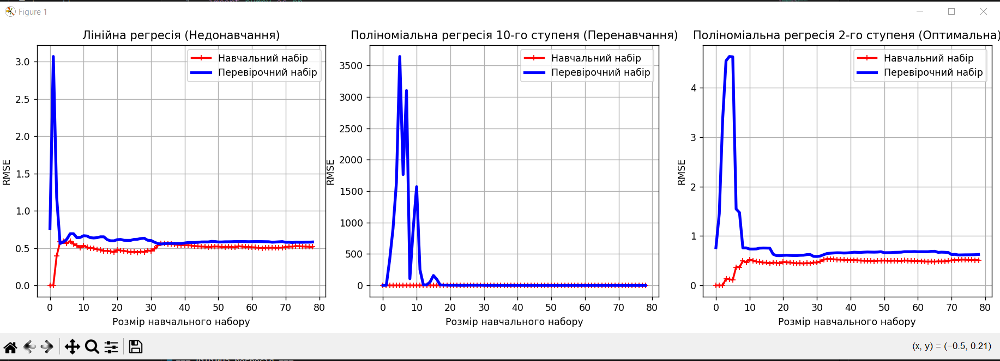 Figure 1
Лінійна регресія (Недонавчання)
3.0
2.5
2.0
1.5
1.0
0.5
0.0
RMSE
Навчальний набір
Перевірочний набір
0 10 20 30 40 50 60 70 80
Розмір навчального набору
Поліноміальна регресія 10-го ступеня (Перенавчання)
3500
3000
2500
2000
1500
1000
500
0
RMSE
Навчальний набір
Перевірочний набір
0 10 20 30 40 50 60 70 80
Розмір навчального набору
Поліноміальна регресія 2-го ступеня (Оптимальна)
4
3
2
1
0
RMSE
Навчальний набір
Перевірочний набір
0 10 20 30 40 50 60 70 80
Розмір навчального набору
(x, y) = (−0.5, 0.21)